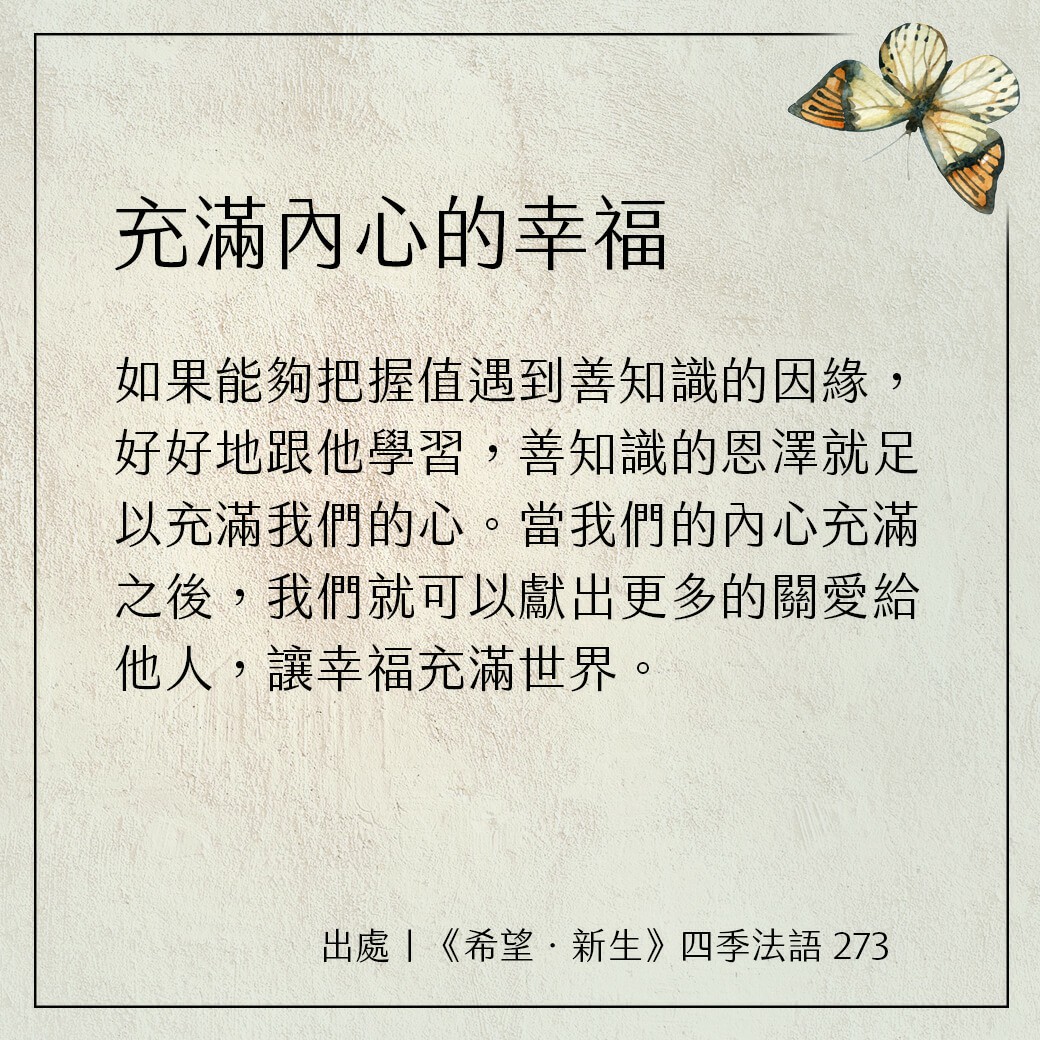 充滿內心的幸福
如果能夠把握值遇到善知識的因緣，
好好地跟他學習，善知識的恩澤就足
以充滿我們的心。當我們的內心充滿
之後，我們就可以獻出更多的關愛給
他人，讓幸福充滿世界。
出處｜《希望．新生》四季法語 273